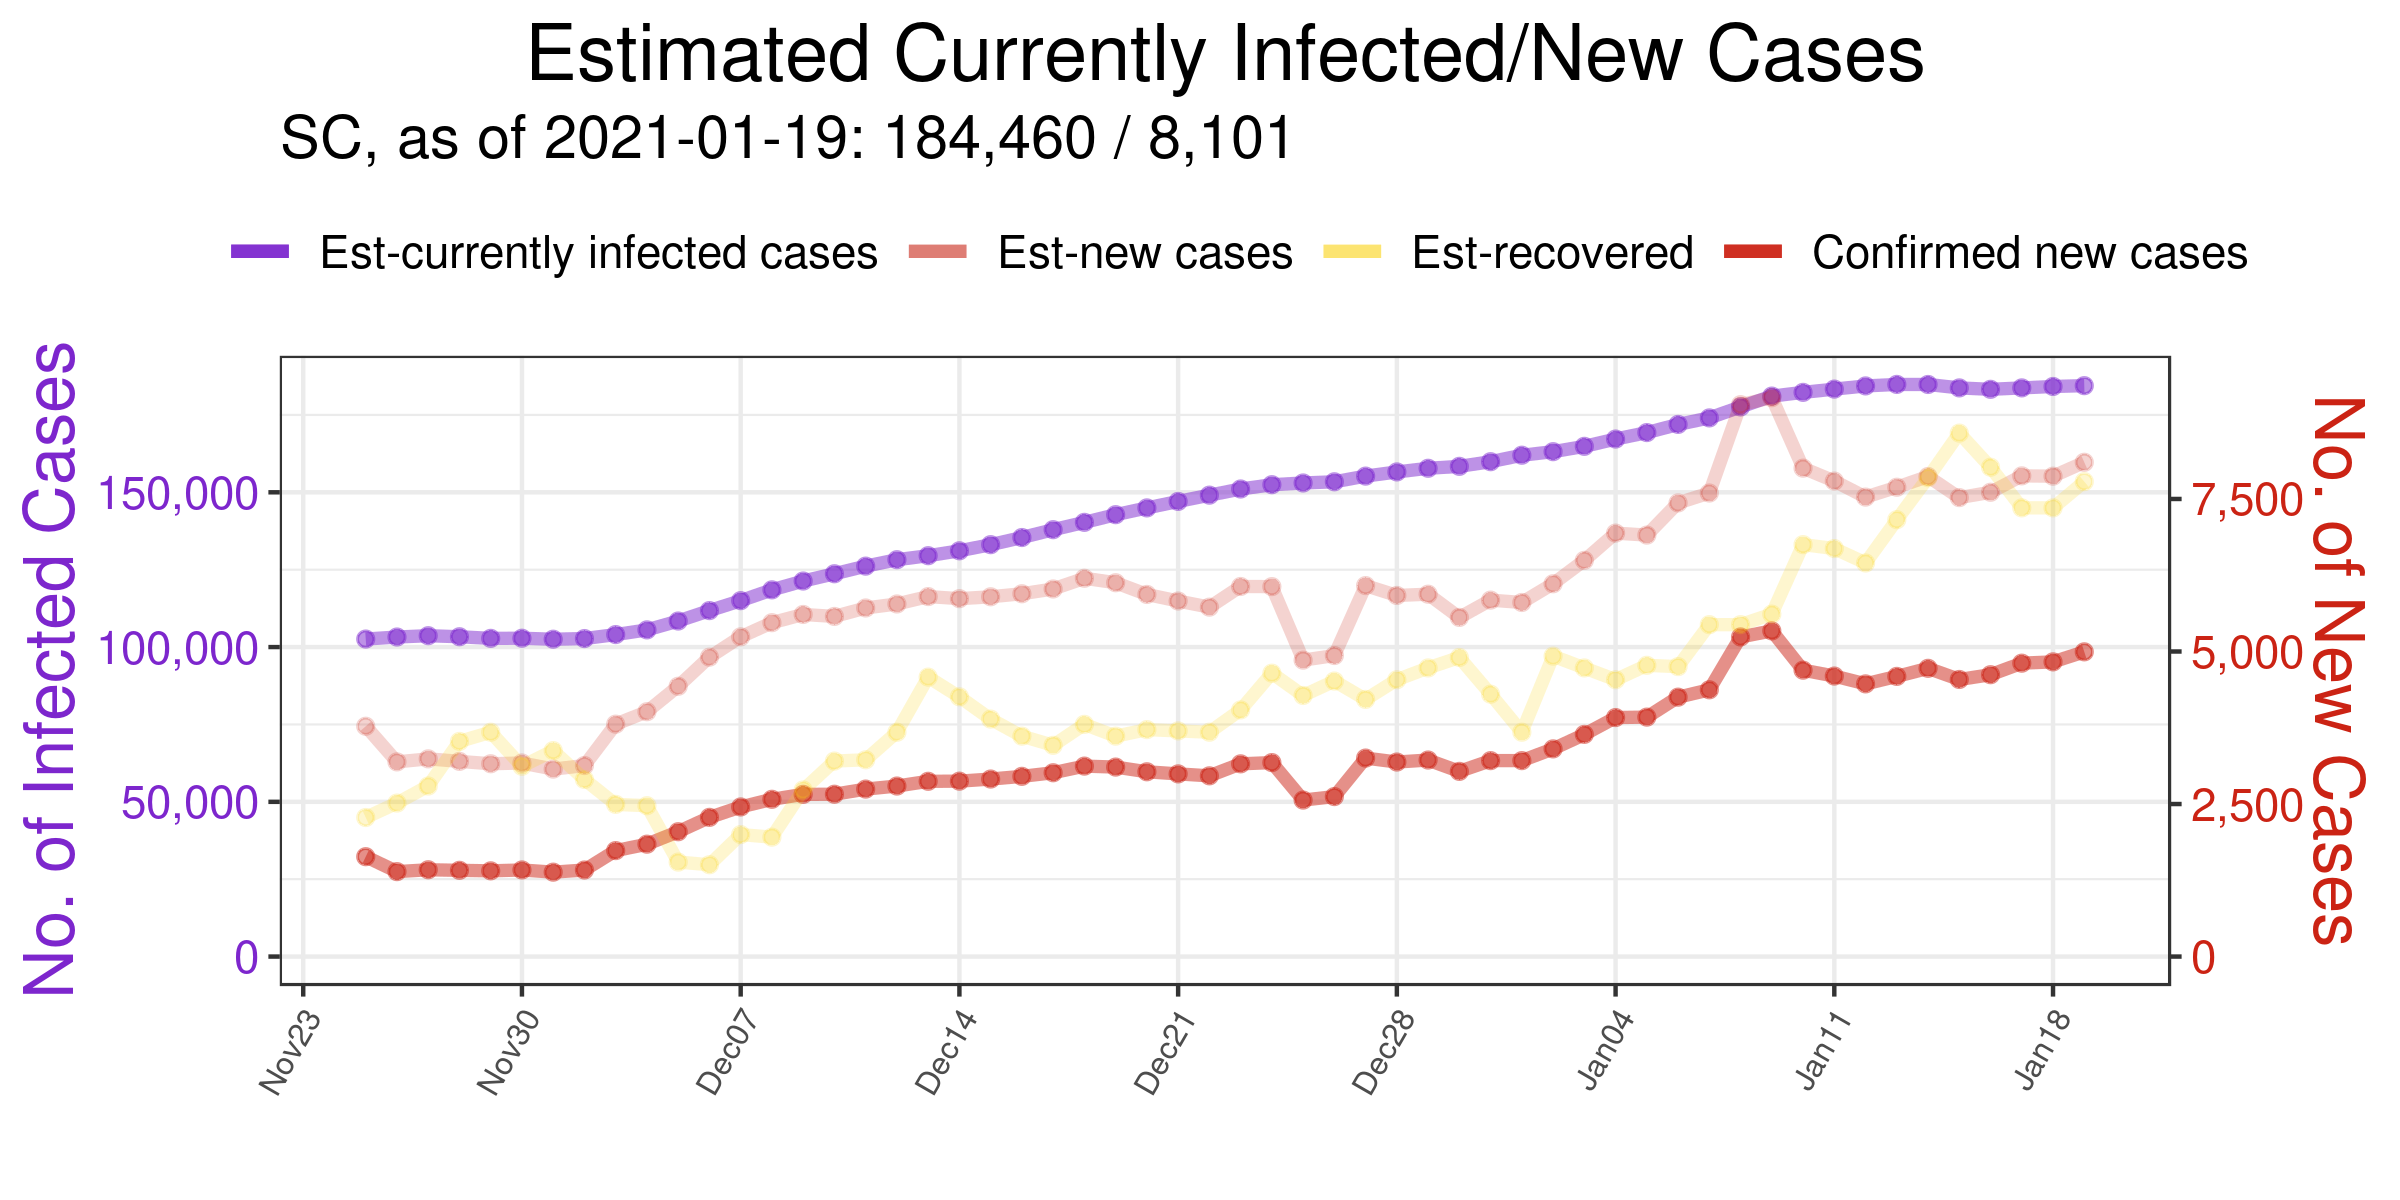 Estimated Currently Infected/New Cases
SC, as of 2021-01-19: 184,460 / 8,101
Est-currently infected cases Est-new cases Est-recovered Confirmed new cases
No. of Infected Cases
150,000
100,000
50,000
0
7,500
5,000
2,500
0
No. of New Cases
Nov23 Nov30 Dec07 Dec14 Dec21 Dec28 Jan04 Jan11 Jan18